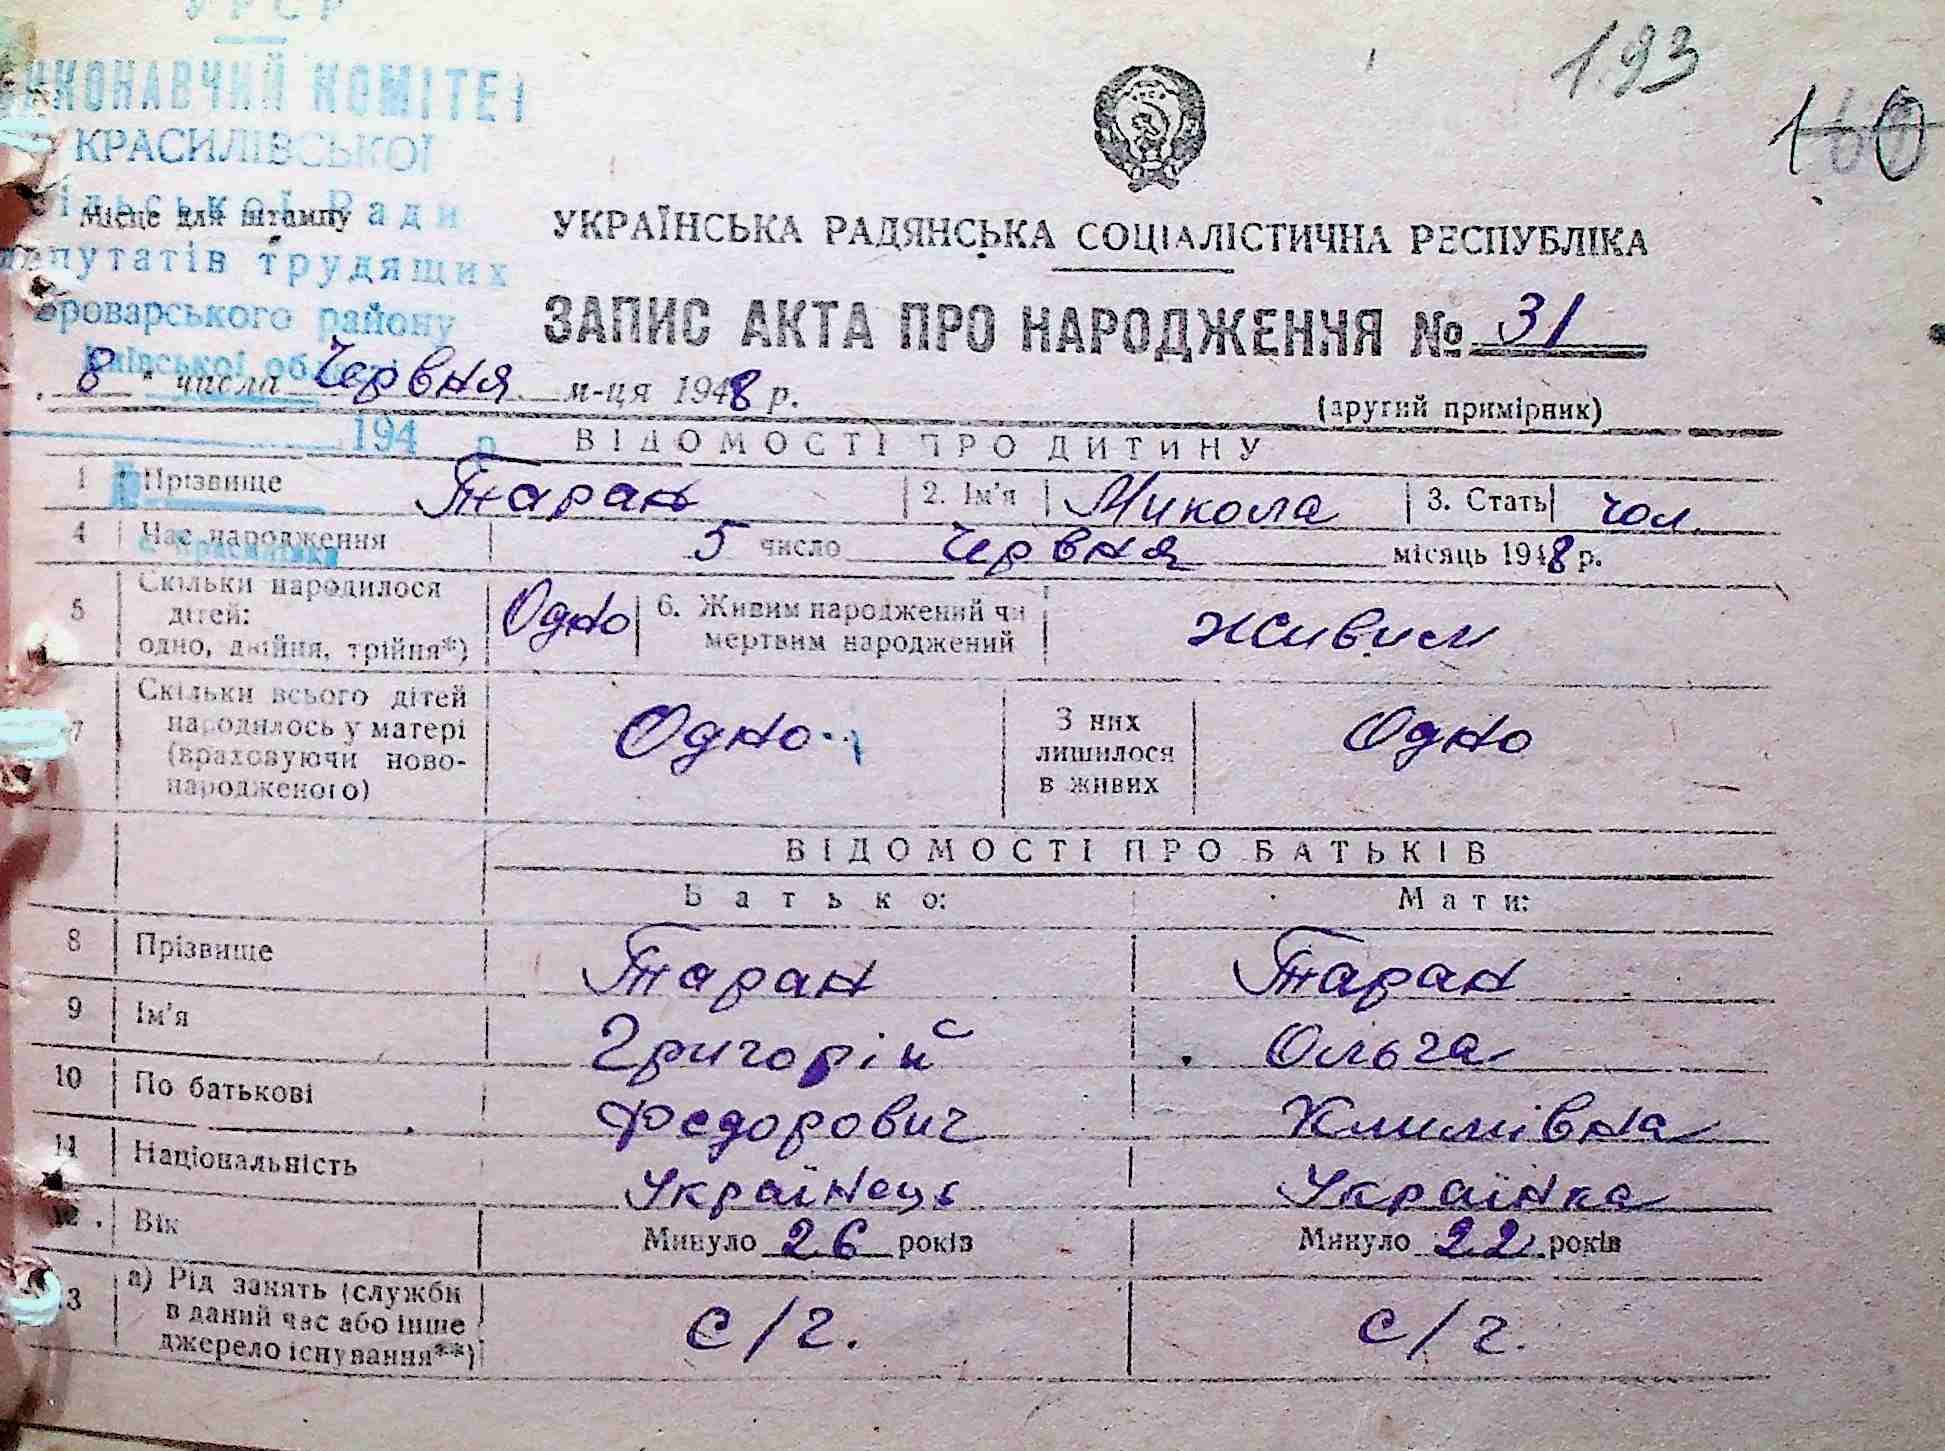 УРСР
ВИКОНАВЧИЙ КОМІТЕТ
КРАСИЛІВСЬКОЇ
Сільської Ради
депутатів трудящих
Броварського району
Київської обл.
194 р.
с. Красилівка
193
160
Місце для штампу
УКРАЇНСЬКА РАДЯНСЬКА СОЦІАЛІСТИЧНА РЕСПУБЛІКА
ЗАПИС АКТА ПРО НАРОДЖЕННЯ № 31
"8" числа Червня м-ця 1948 р.
(другий примірник)
ВІДОМОСТІ ПРО ДИТИНУ
1 Прізвище Таран 2. Ім'я Микола 3. Стать чол.
4 Час народження 5 число Червня місяць 1948 р.
5 Скільки народилося дітей: одно, двійня, трійня*) Одно 6. Живим народжений чи мертвим народжений живим
7 Скільки всього дітей народилось у матері (враховуючи ново-народженого) Одно З них лишилося в живих Одно
ВІДОМОСТІ ПРО БАТЬКІВ
Батько: Мати:
8 Прізвище Таран Таран
9 Ім'я Григорій Ольга
10 По батькові Федорович Климівна
11 Національність Українець Українка
12. Вік Минуло 26 років Минуло 22 років
13 а) Рід занять (служби в даний час або інше джерело існування**) с/г. с/г.